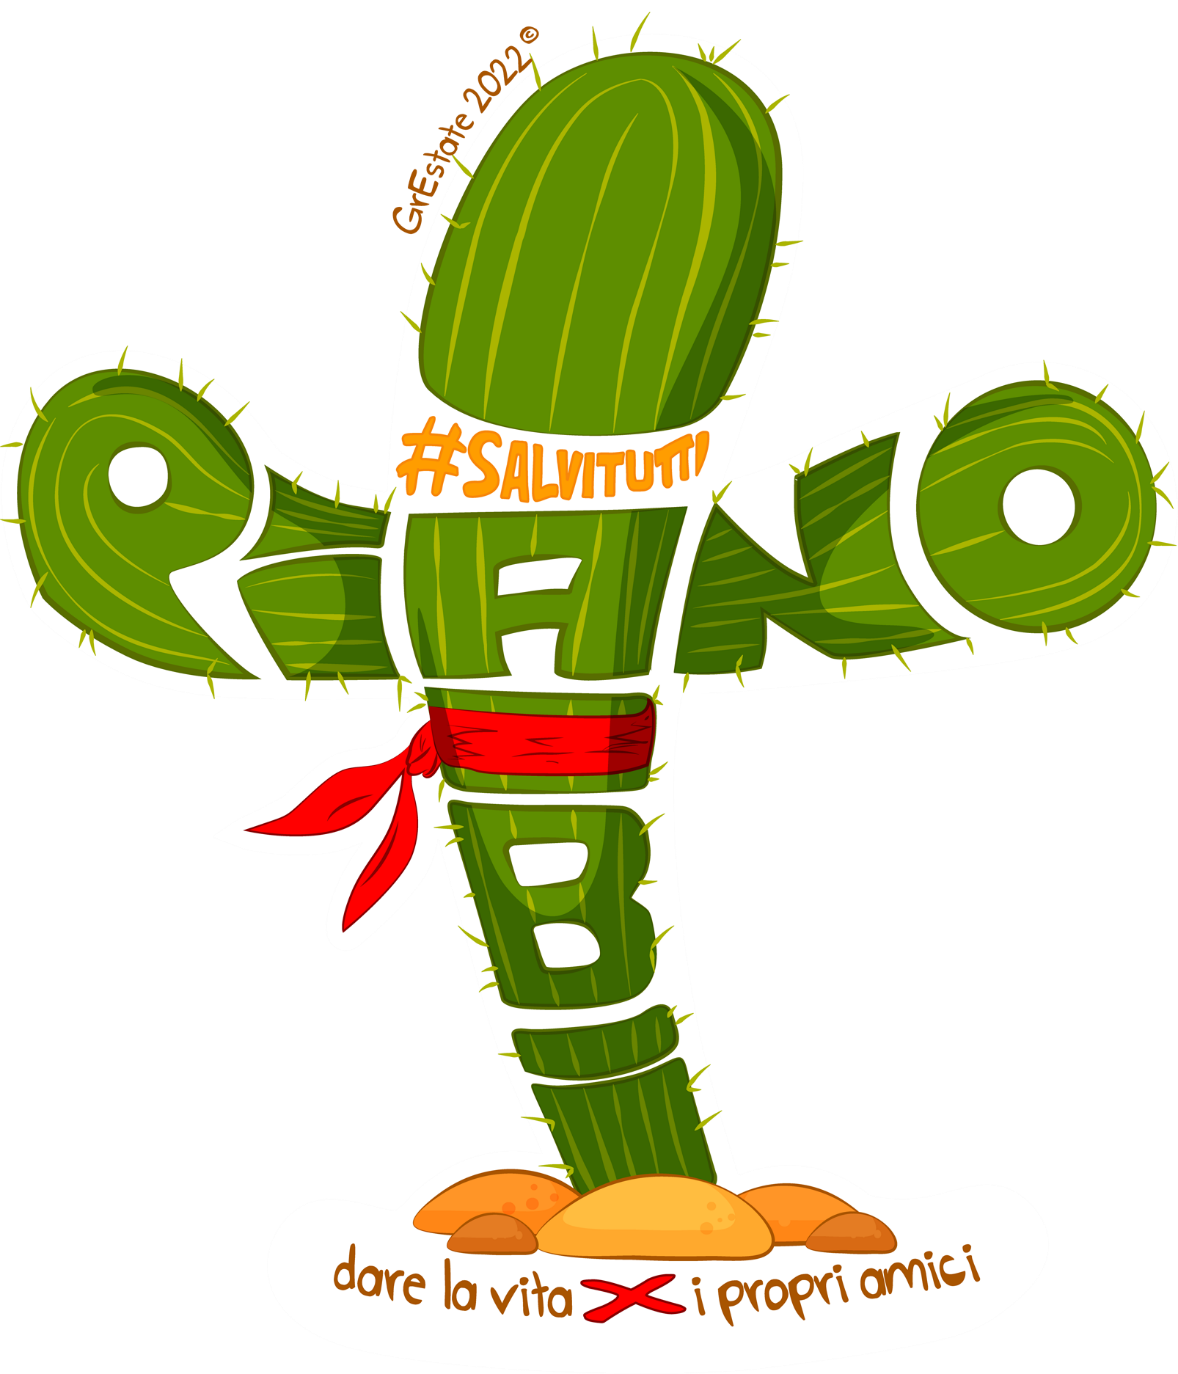 GrEstate 2022 ©
#SALVITUTTI
PiANO
B
dare la vita X i propri amici